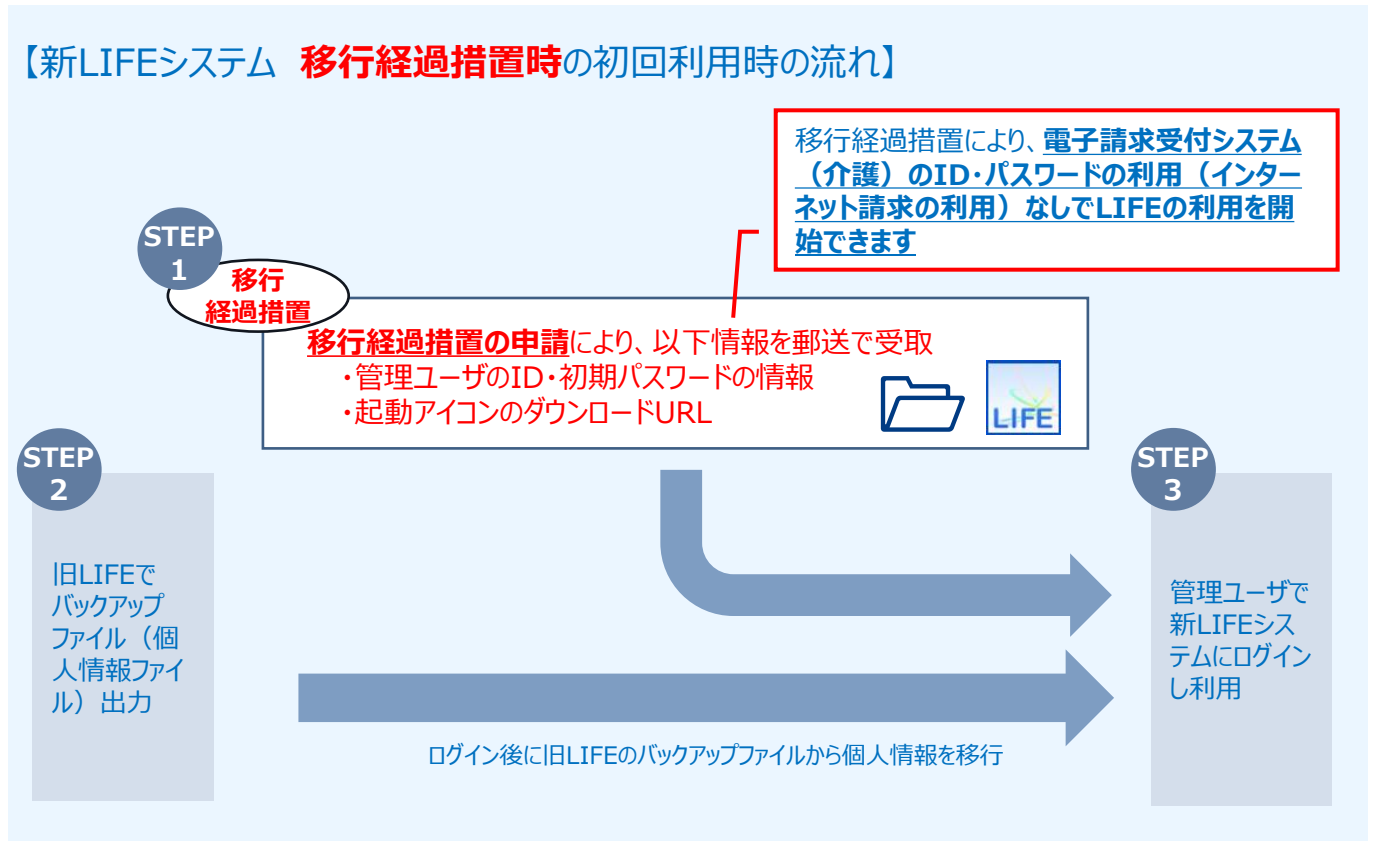 【新LIFEシステム 移行経過措置時の初回利用時の流れ】
移行経過措置により、電子請求受付システム
（介護）のID・パスワードの利用（インター
ネット請求の利用）なしでLIFEの利用を開
始できます
STEP
1
移行
経過措置
移行経過措置の申請により、以下情報を郵送で受取
・管理ユーザのID・初期パスワードの情報
・起動アイコンのダウンロードURL
LIFE
STEP
2
旧LIFEで
バックアップ
ファイル（個
人情報ファイ
ル）出力
STEP
3
管理ユーザで
新LIFEシス
テムにログイン
し利用
ログイン後に旧LIFEのバックアップファイルから個人情報を移行